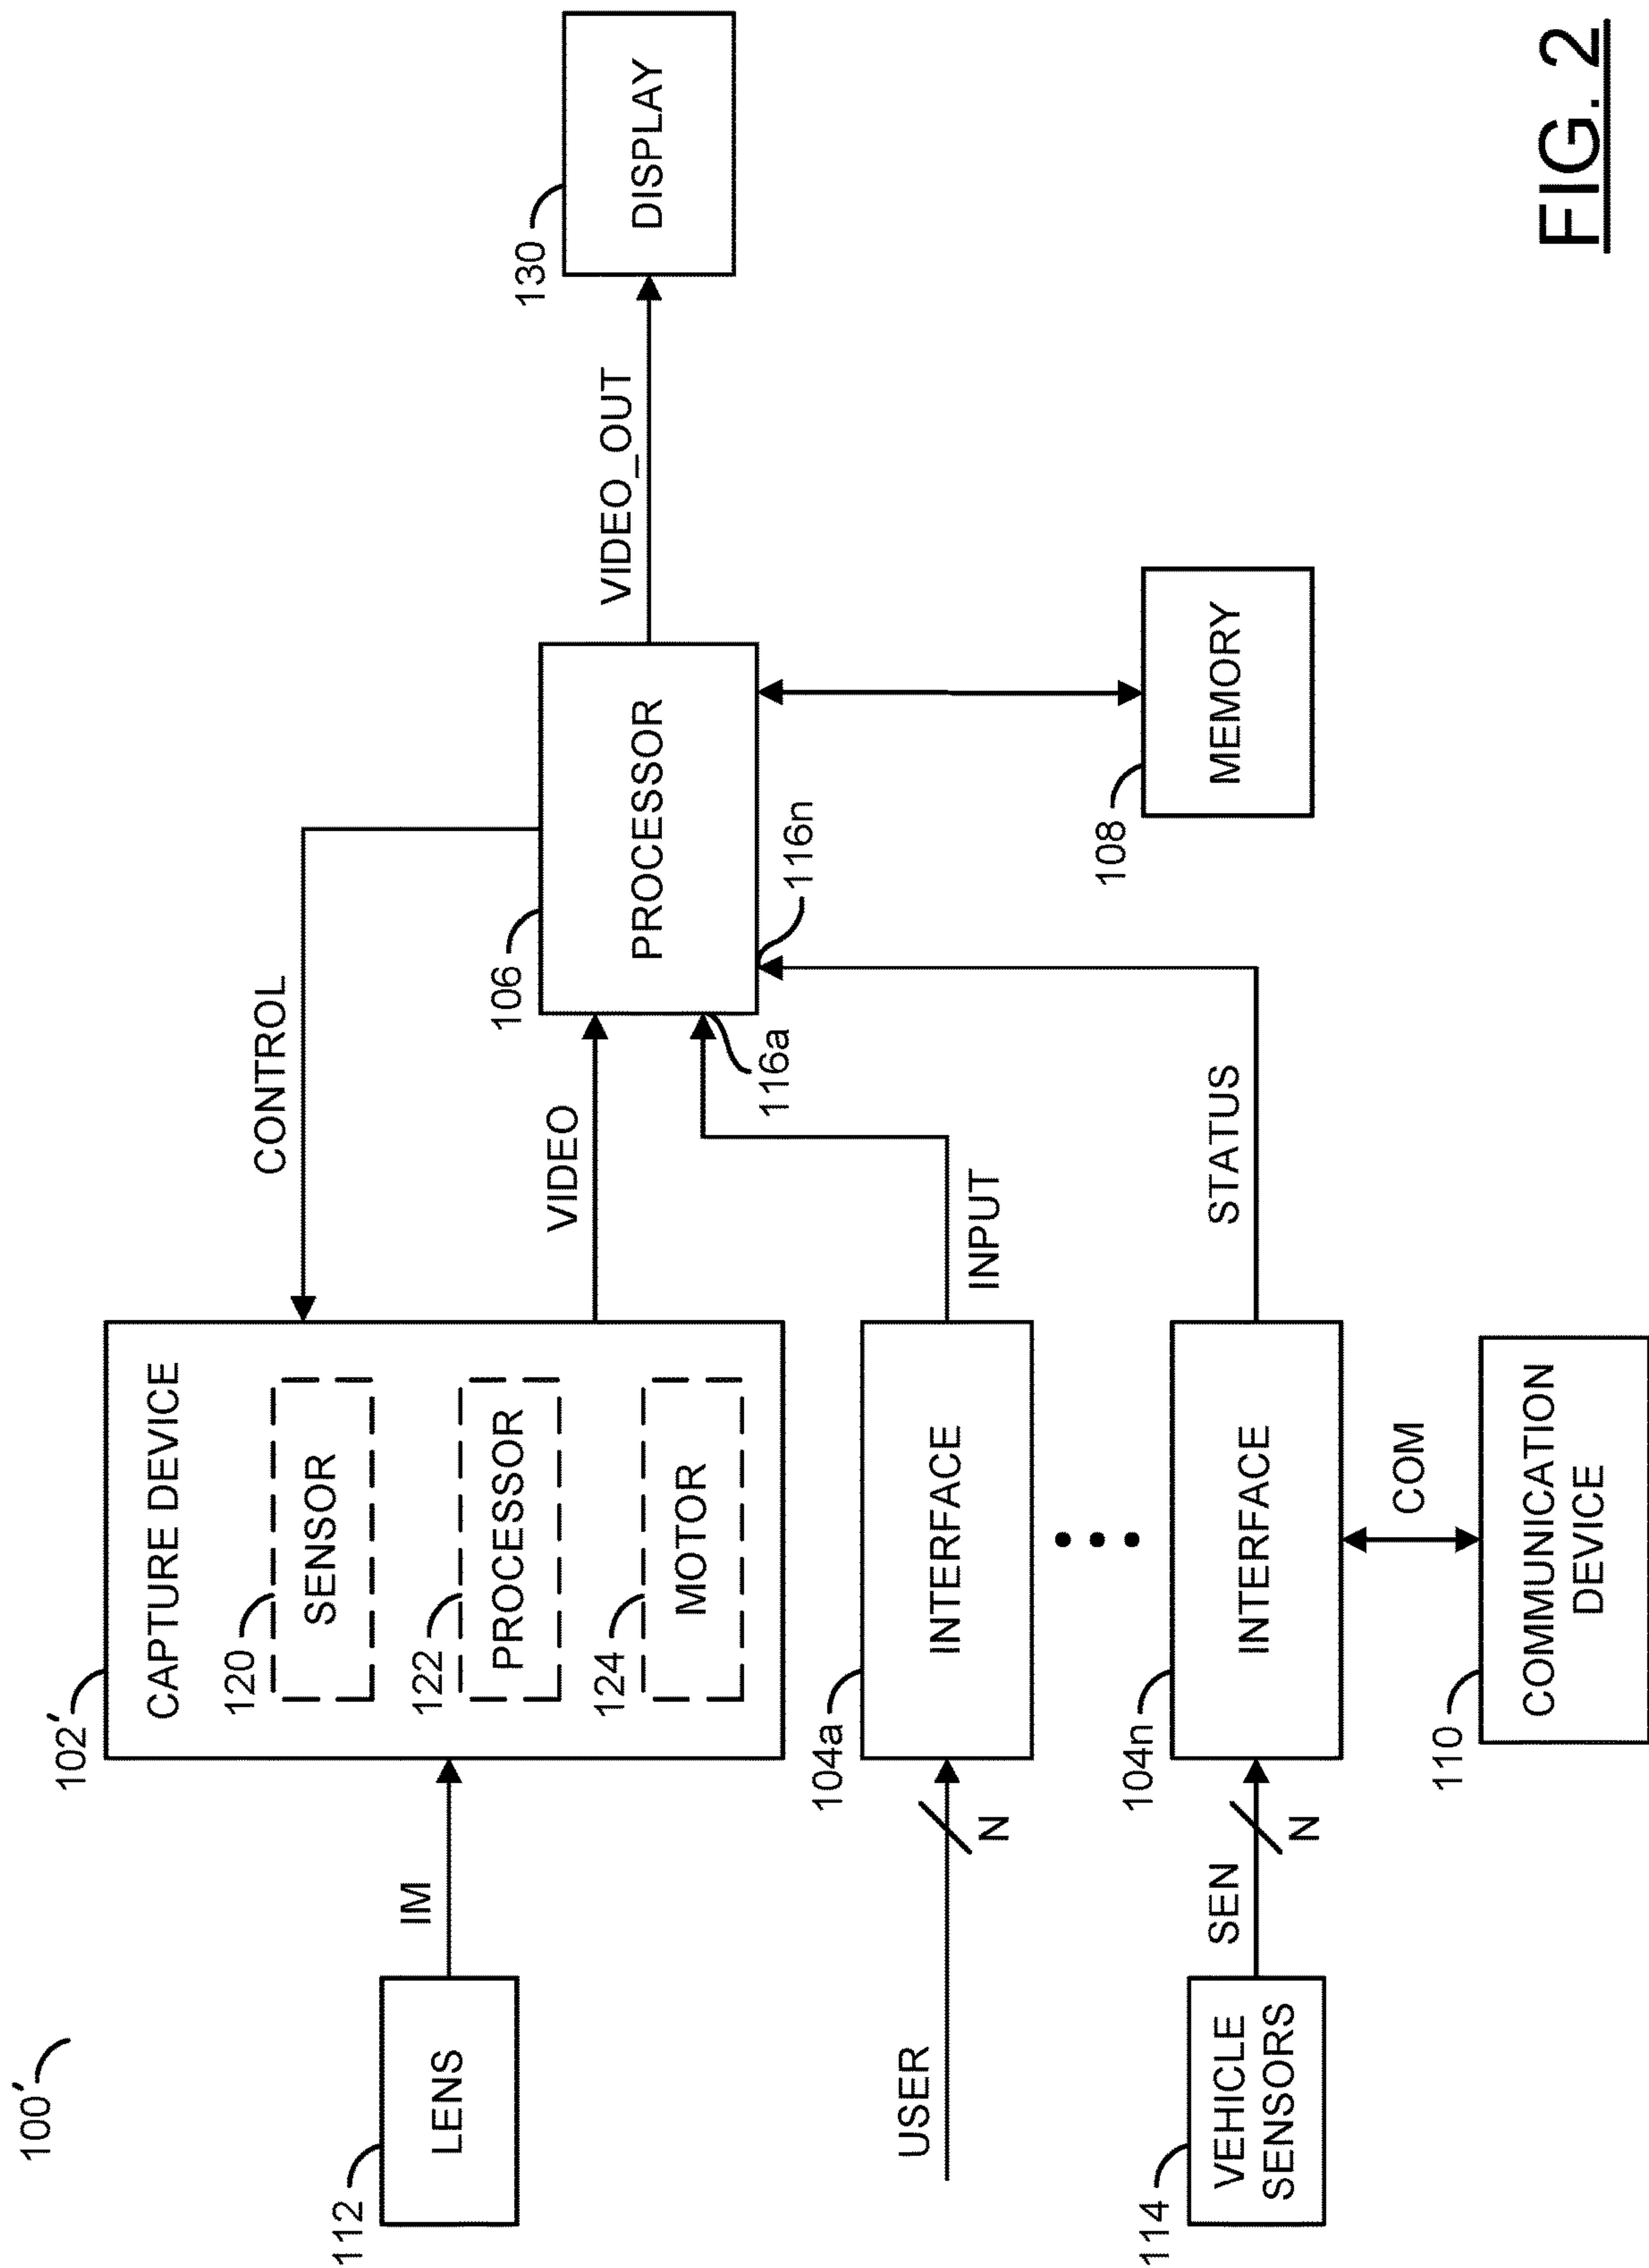 100'
102'
CAPTURE DEVICE
CONTROL
120
SENSOR
112
LENS
IM
122
PROCESSOR
VIDEO
106
PROCESSOR
VIDEO_OUT
130
DISPLAY
124
MOTOR
116a
116n
104a
INTERFACE
USER
N
INPUT
108
MEMORY
104n
INTERFACE
STATUS
114
VEHICLE
SENSORS
SEN
N
COM
110
COMMUNICATION
DEVICE
FIG. 2